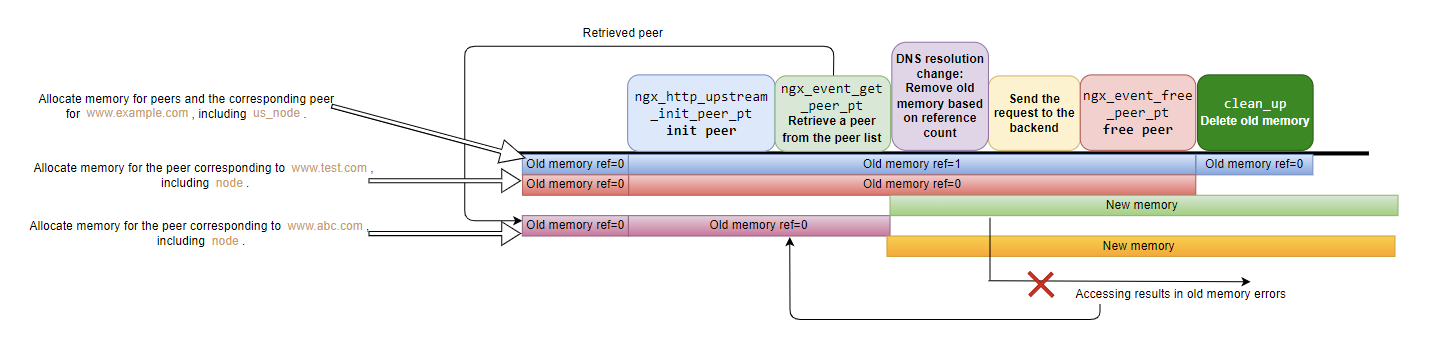 Retrieved peer
Allocate memory for peers and the corresponding peer
for www.example.com , including us_node .
ngx_http_upstream
_init_peer_pt
init peer
ngx_event_get
_peer_pt
Retrieve a peer
from the peer list
DNS resolution
change:
Remove old
memory based
on reference
count
Send the
request to the
backend
ngx_event_free
_peer_pt
free peer
clean_up
Delete old memory
Old memory ref=0
Old memory ref=1
Old memory ref=0
Allocate memory for the peer corresponding to www.test.com ,
including node .
Old memory ref=0
Old memory ref=0
New memory
Allocate memory for the peer corresponding to www.abc.com ,
including node .
Old memory ref=0
Old memory ref=0
New memory
Accessing results in old memory errors